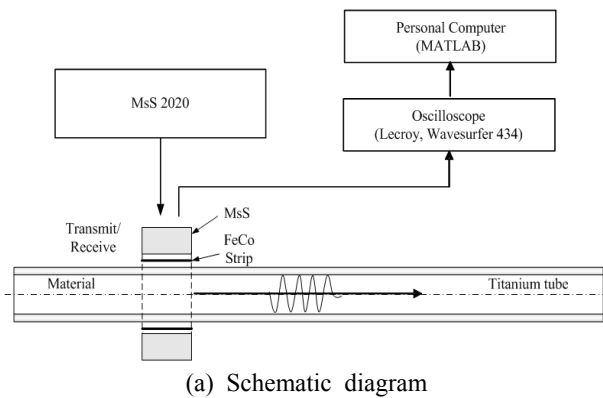 Personal Computer
(MATLAB)
MsS 2020
Oscilloscope
(Lecroy, Wavesurfer 434)
Transmit/
Receive
MsS
FeCo
Strip
Material
Titanium tube
(a) Schematic diagram